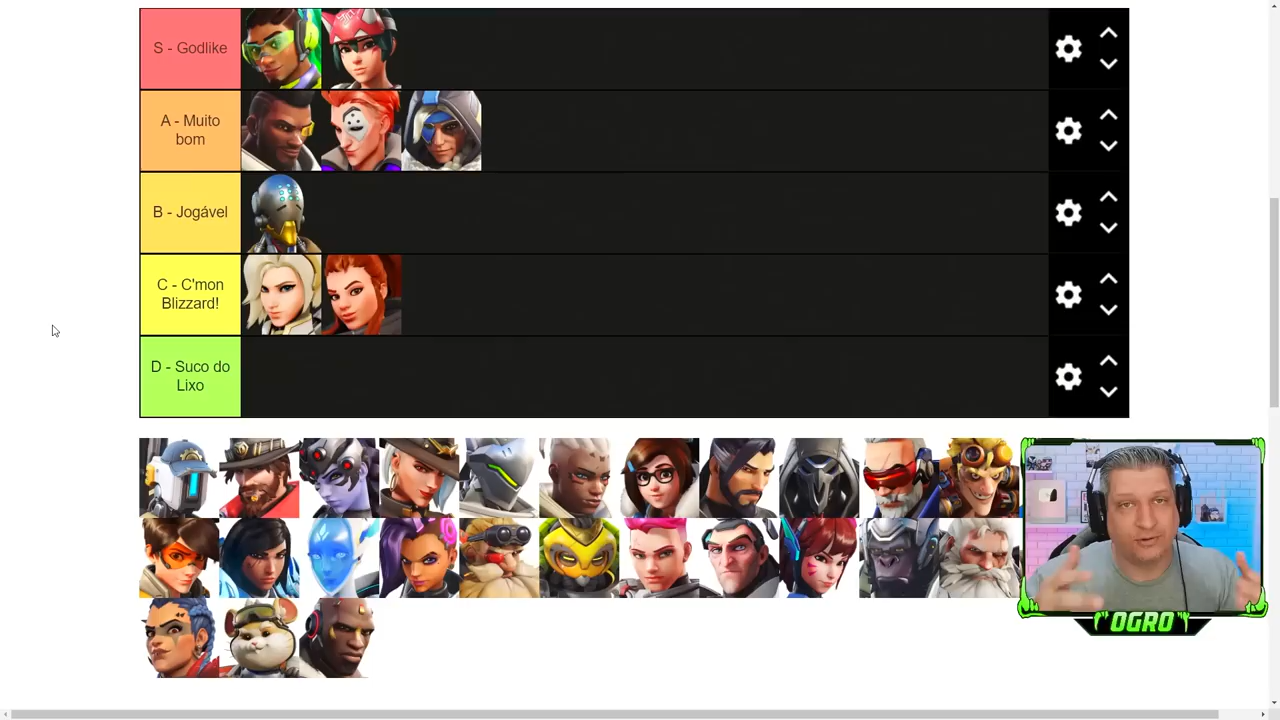 S - Godlike
A - Muito
bom
B - Jogável
C - C'mon
Blizzard!
D - Suco do
Lixo
OGRO